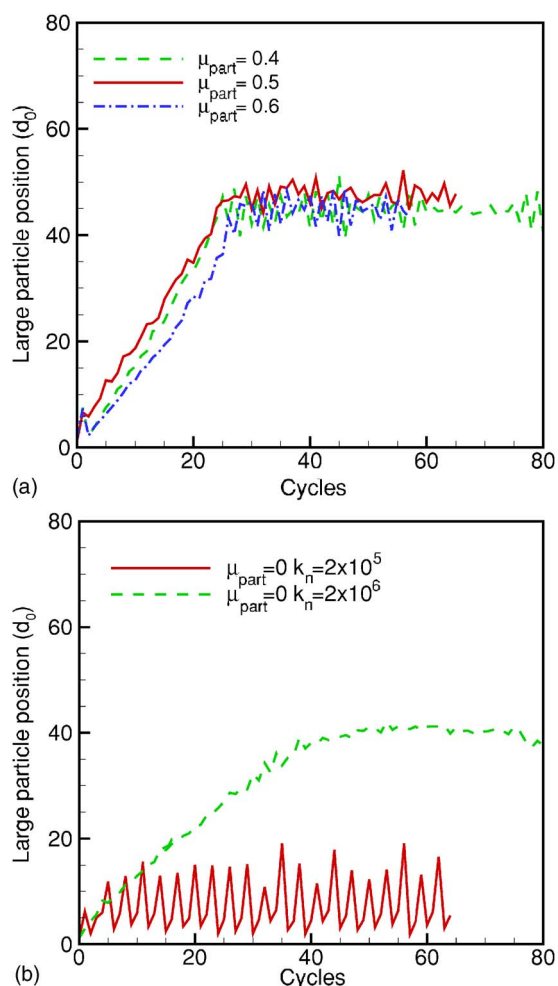 80
μpart= 0.4
μpart= 0.5
μpart= 0.6
60
Large particle position (d0)
40
20
0
0 20 40 60 80
Cycles
(a)
80
μpart=0 kn=2x10^5
μpart=0 kn=2x10^6
60
Large particle position (d0)
40
20
0
0 20 40 60 80
Cycles
(b)